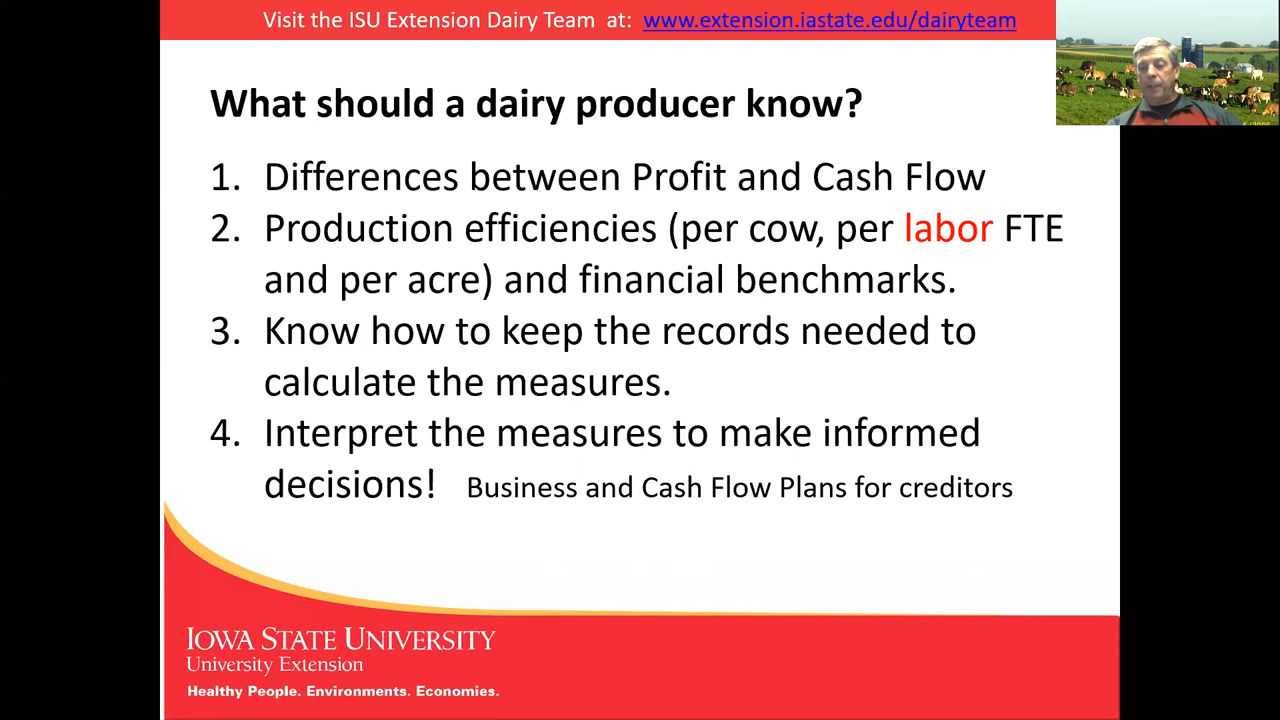 Visit the ISU Extension Dairy Team at: www.extension.iastate.edu/dairyteam
What should a dairy producer know?
1. Differences between Profit and Cash Flow
2. Production efficiencies (per cow, per labor FTE
and per acre) and financial benchmarks.
3. Know how to keep the records needed to
calculate the measures.
4. Interpret the measures to make informed
decisions! Business and Cash Flow Plans for creditors
IOWA STATE UNIVERSITY
University Extension
Healthy People. Environments. Economies.